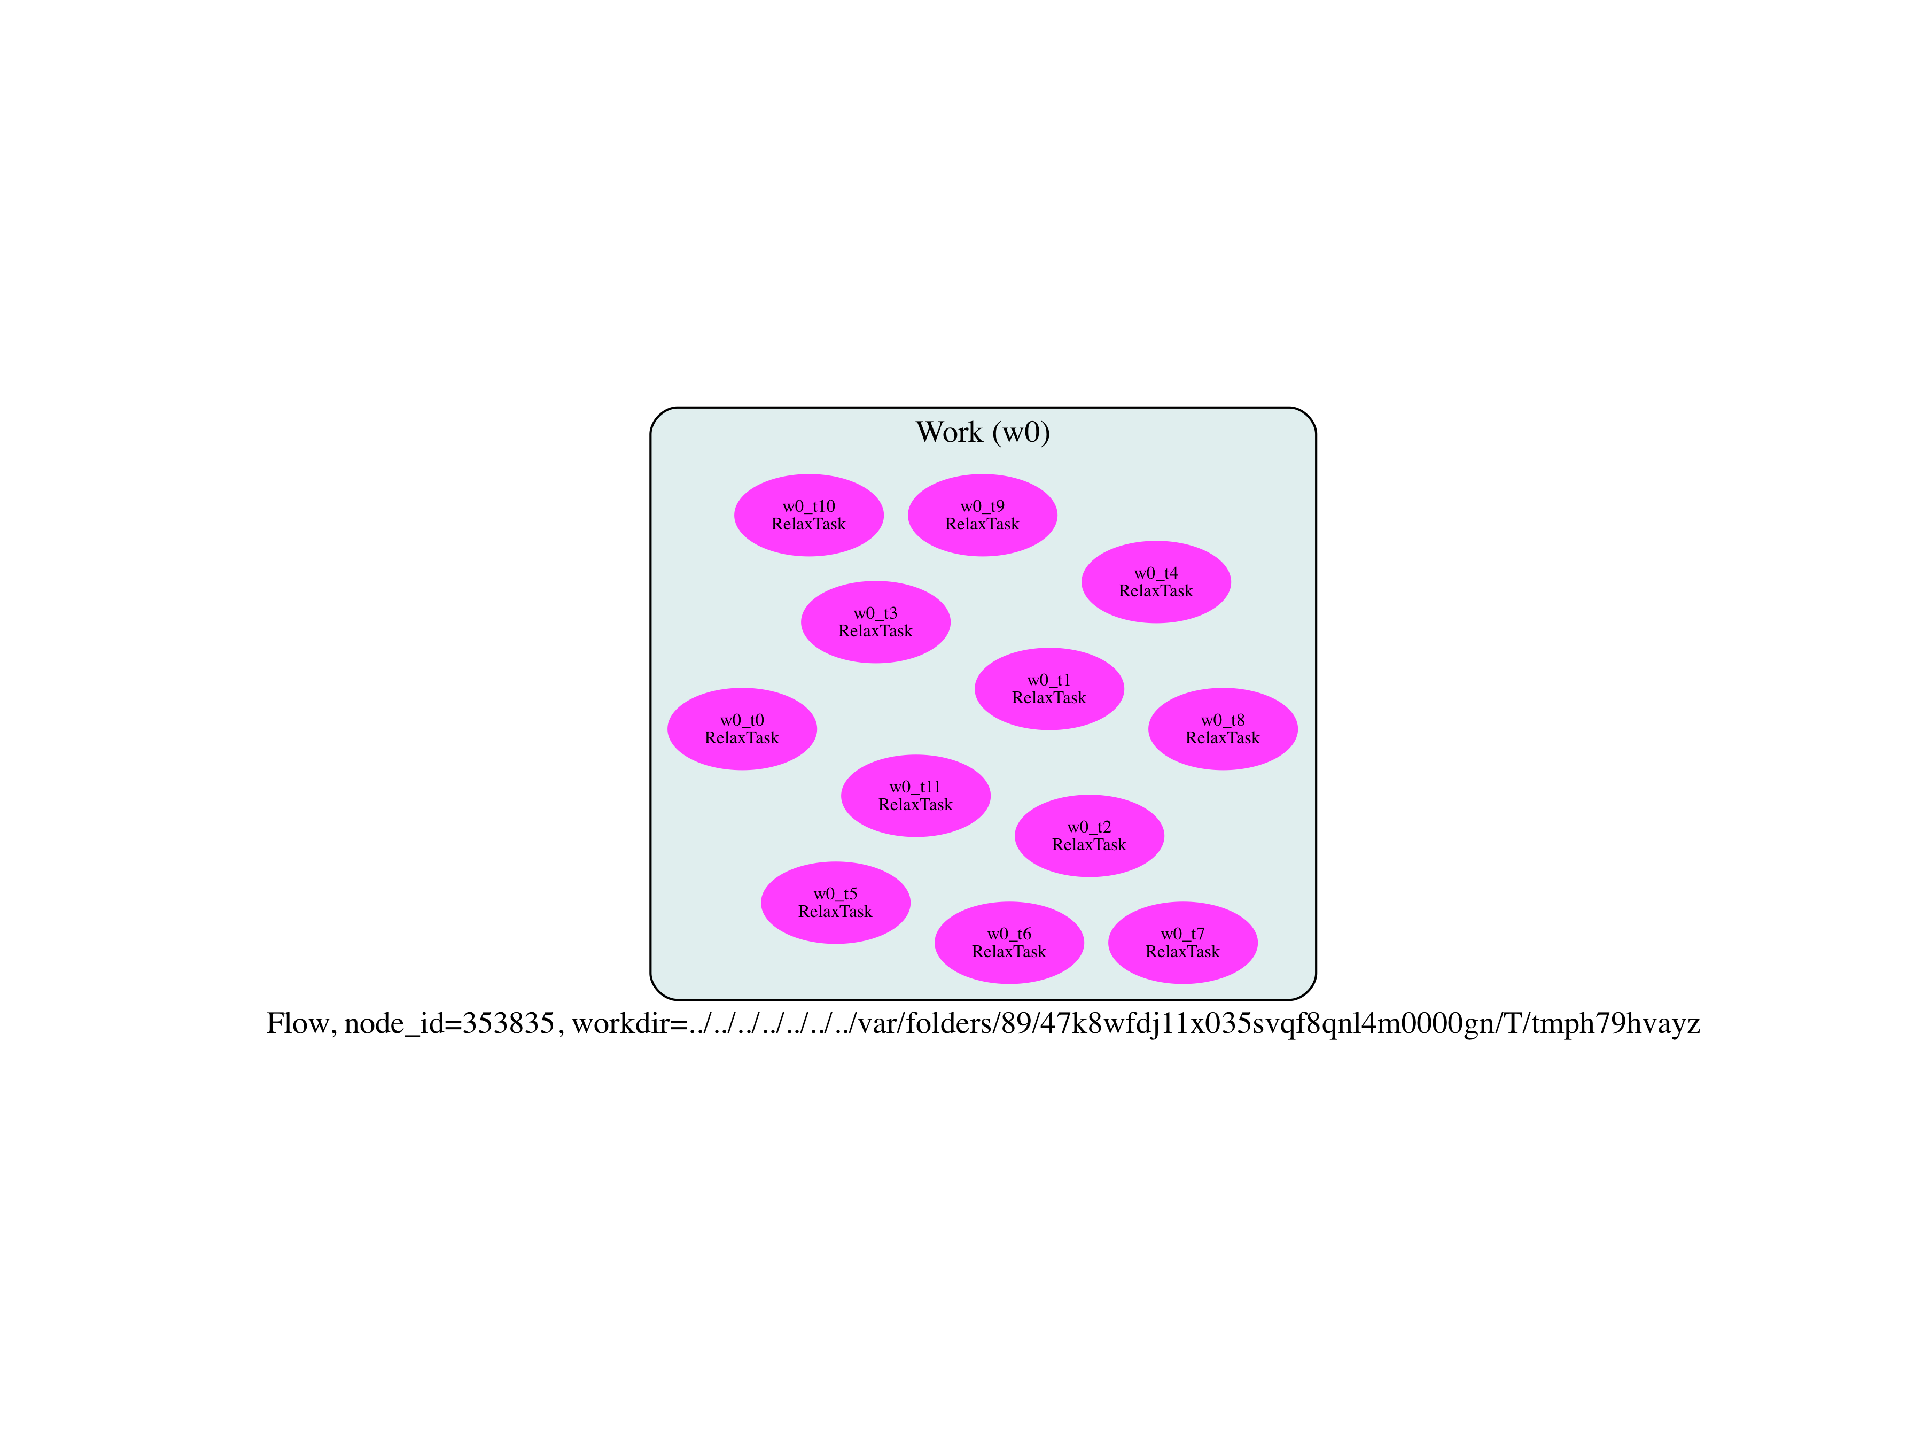 Work (w0)
w0_t10
RelaxTask
w0_t9
RelaxTask
w0_t4
RelaxTask
w0_t3
RelaxTask
w0_t1
RelaxTask
w0_t0
RelaxTask
w0_t8
RelaxTask
w0_t11
RelaxTask
w0_t2
RelaxTask
w0_t5
RelaxTask
w0_t6
RelaxTask
w0_t7
RelaxTask
Flow, node_id=353835, workdir=../../../../../../../var/folders/89/47k8wfdj11x035svqf8qnl4m0000gn/T/tmph79hvayz